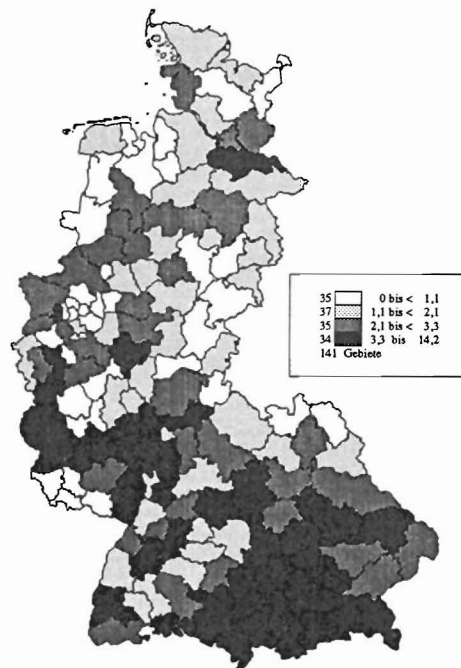 35 0 bis < 1,1
37 1,1 bis < 2,1
35 2,1 bis < 3,3
34 3,3 bis 14,2
141 Gebiete